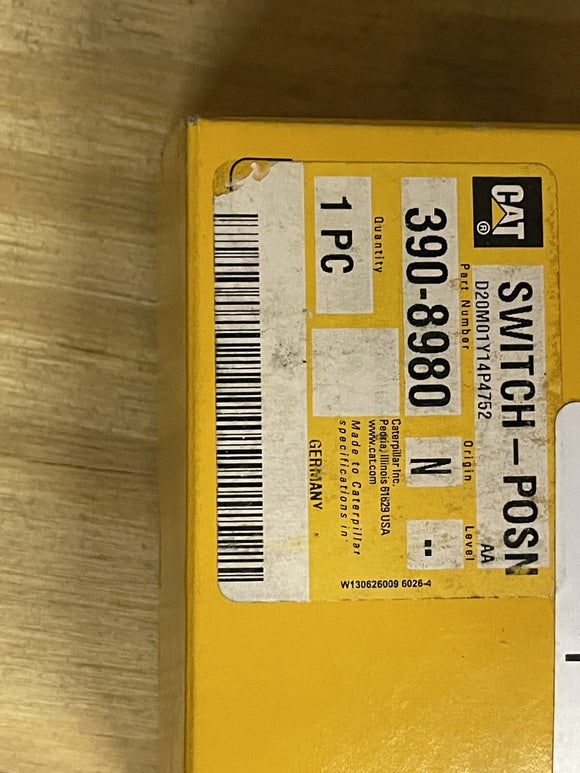 CAT®
SWITCH-POSN
D20M01Y14P4752 AA
Part Number Origin Level
390-8980 N --
Quantity
1 PC
Caterpillar Inc.
Peoria, Illinois 61629 USA
www.cat.com
Made to Caterpillar
specifications in
GERMANY
W130626009 6026-4